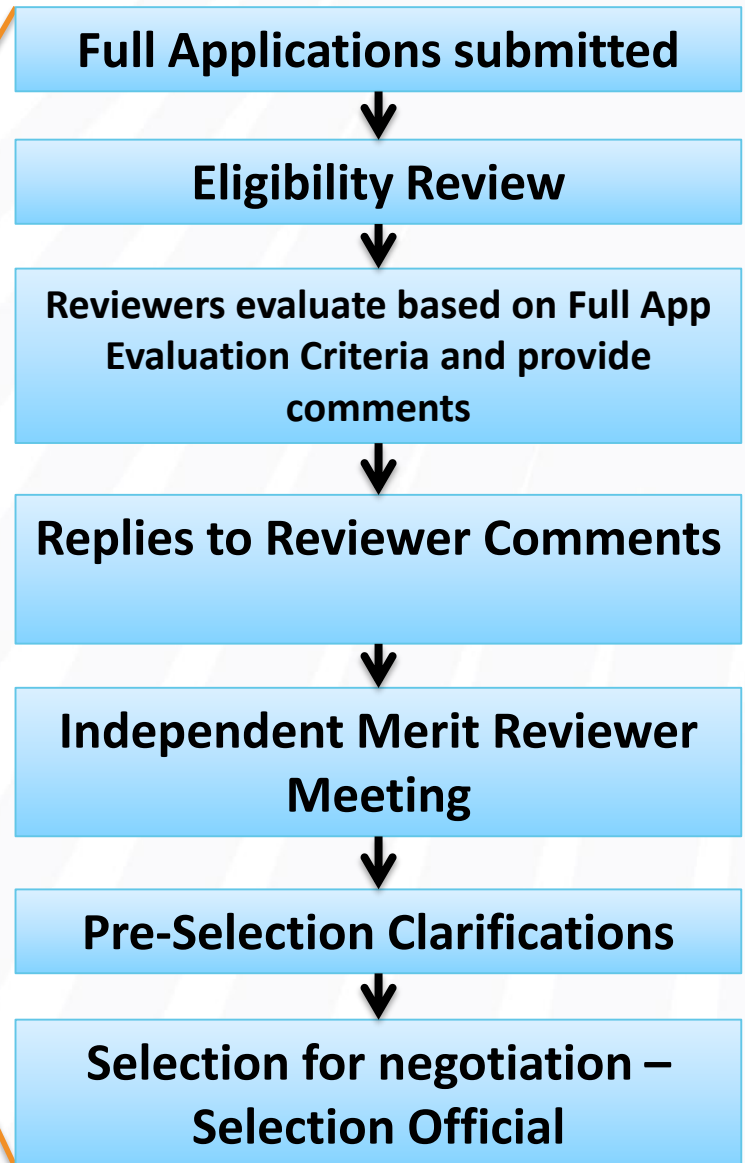 Full Applications submitted
Eligibility Review
Reviewers evaluate based on Full App
Evaluation Criteria and provide
comments
Replies to Reviewer Comments
Independent Merit Reviewer
Meeting
Pre-Selection Clarifications
Selection for negotiation –
Selection Official